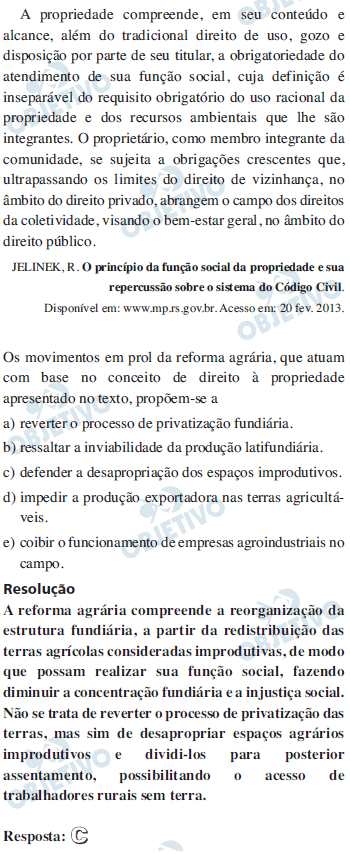 A propriedade compreende, em seu conteúdo e
alcance, além do tradicional direito de uso, gozo e
disposição por parte de seu titular, a obrigatoriedade do
atendimento de sua função social, cuja definição é
inseparável do requisito obrigatório do uso racional da
propriedade e dos recursos ambientais que lhe são
integrantes. O proprietário, como membro integrante da
comunidade, se sujeita a obrigações crescentes que,
ultrapassando os limites do direito de vizinhança, no
âmbito do direito privado, abrangem o campo dos direitos
da coletividade, visando o bem-estar geral, no âmbito do
direito público.
JELINEK, R. O princípio da função social da propriedade e sua
repercussão sobre o sistema do Código Civil.
Disponível em: www.mp.rs.gov.br. Acesso em: 20 fev. 2013.
Os movimentos em prol da reforma agrária, que atuam
com base no conceito de direito à propriedade
apresentado no texto, propõem-se a
a) reverter o processo de privatização fundiária.
b) ressaltar a inviabilidade da produção latifundiária.
c) defender a desapropriação dos espaços improdutivos.
d) impedir a produção exportadora nas terras agricultá-
veis.
e) coibir o funcionamento de empresas agroindustriais no
campo.
Resolução
A reforma agrária compreende a reorganização da
estrutura fundiária, a partir da redistribuição das
terras agrícolas consideradas improdutivas, de modo
que possam realizar sua função social, fazendo
diminuir a concentração fundiária e a injustiça social.
Não se trata de reverter o processo de privatização das
terras, mas sim de desapropriar espaços agrários
improdutivos e dividi-los para posterior
assentamento, possibilitando o acesso de
trabalhadores rurais sem terra.
Resposta: C
OBJETIVO
OBJETIVO
OBJETIVO
OBJETIVO
OBJETIVO
OBJETIVO
OBJETIVO